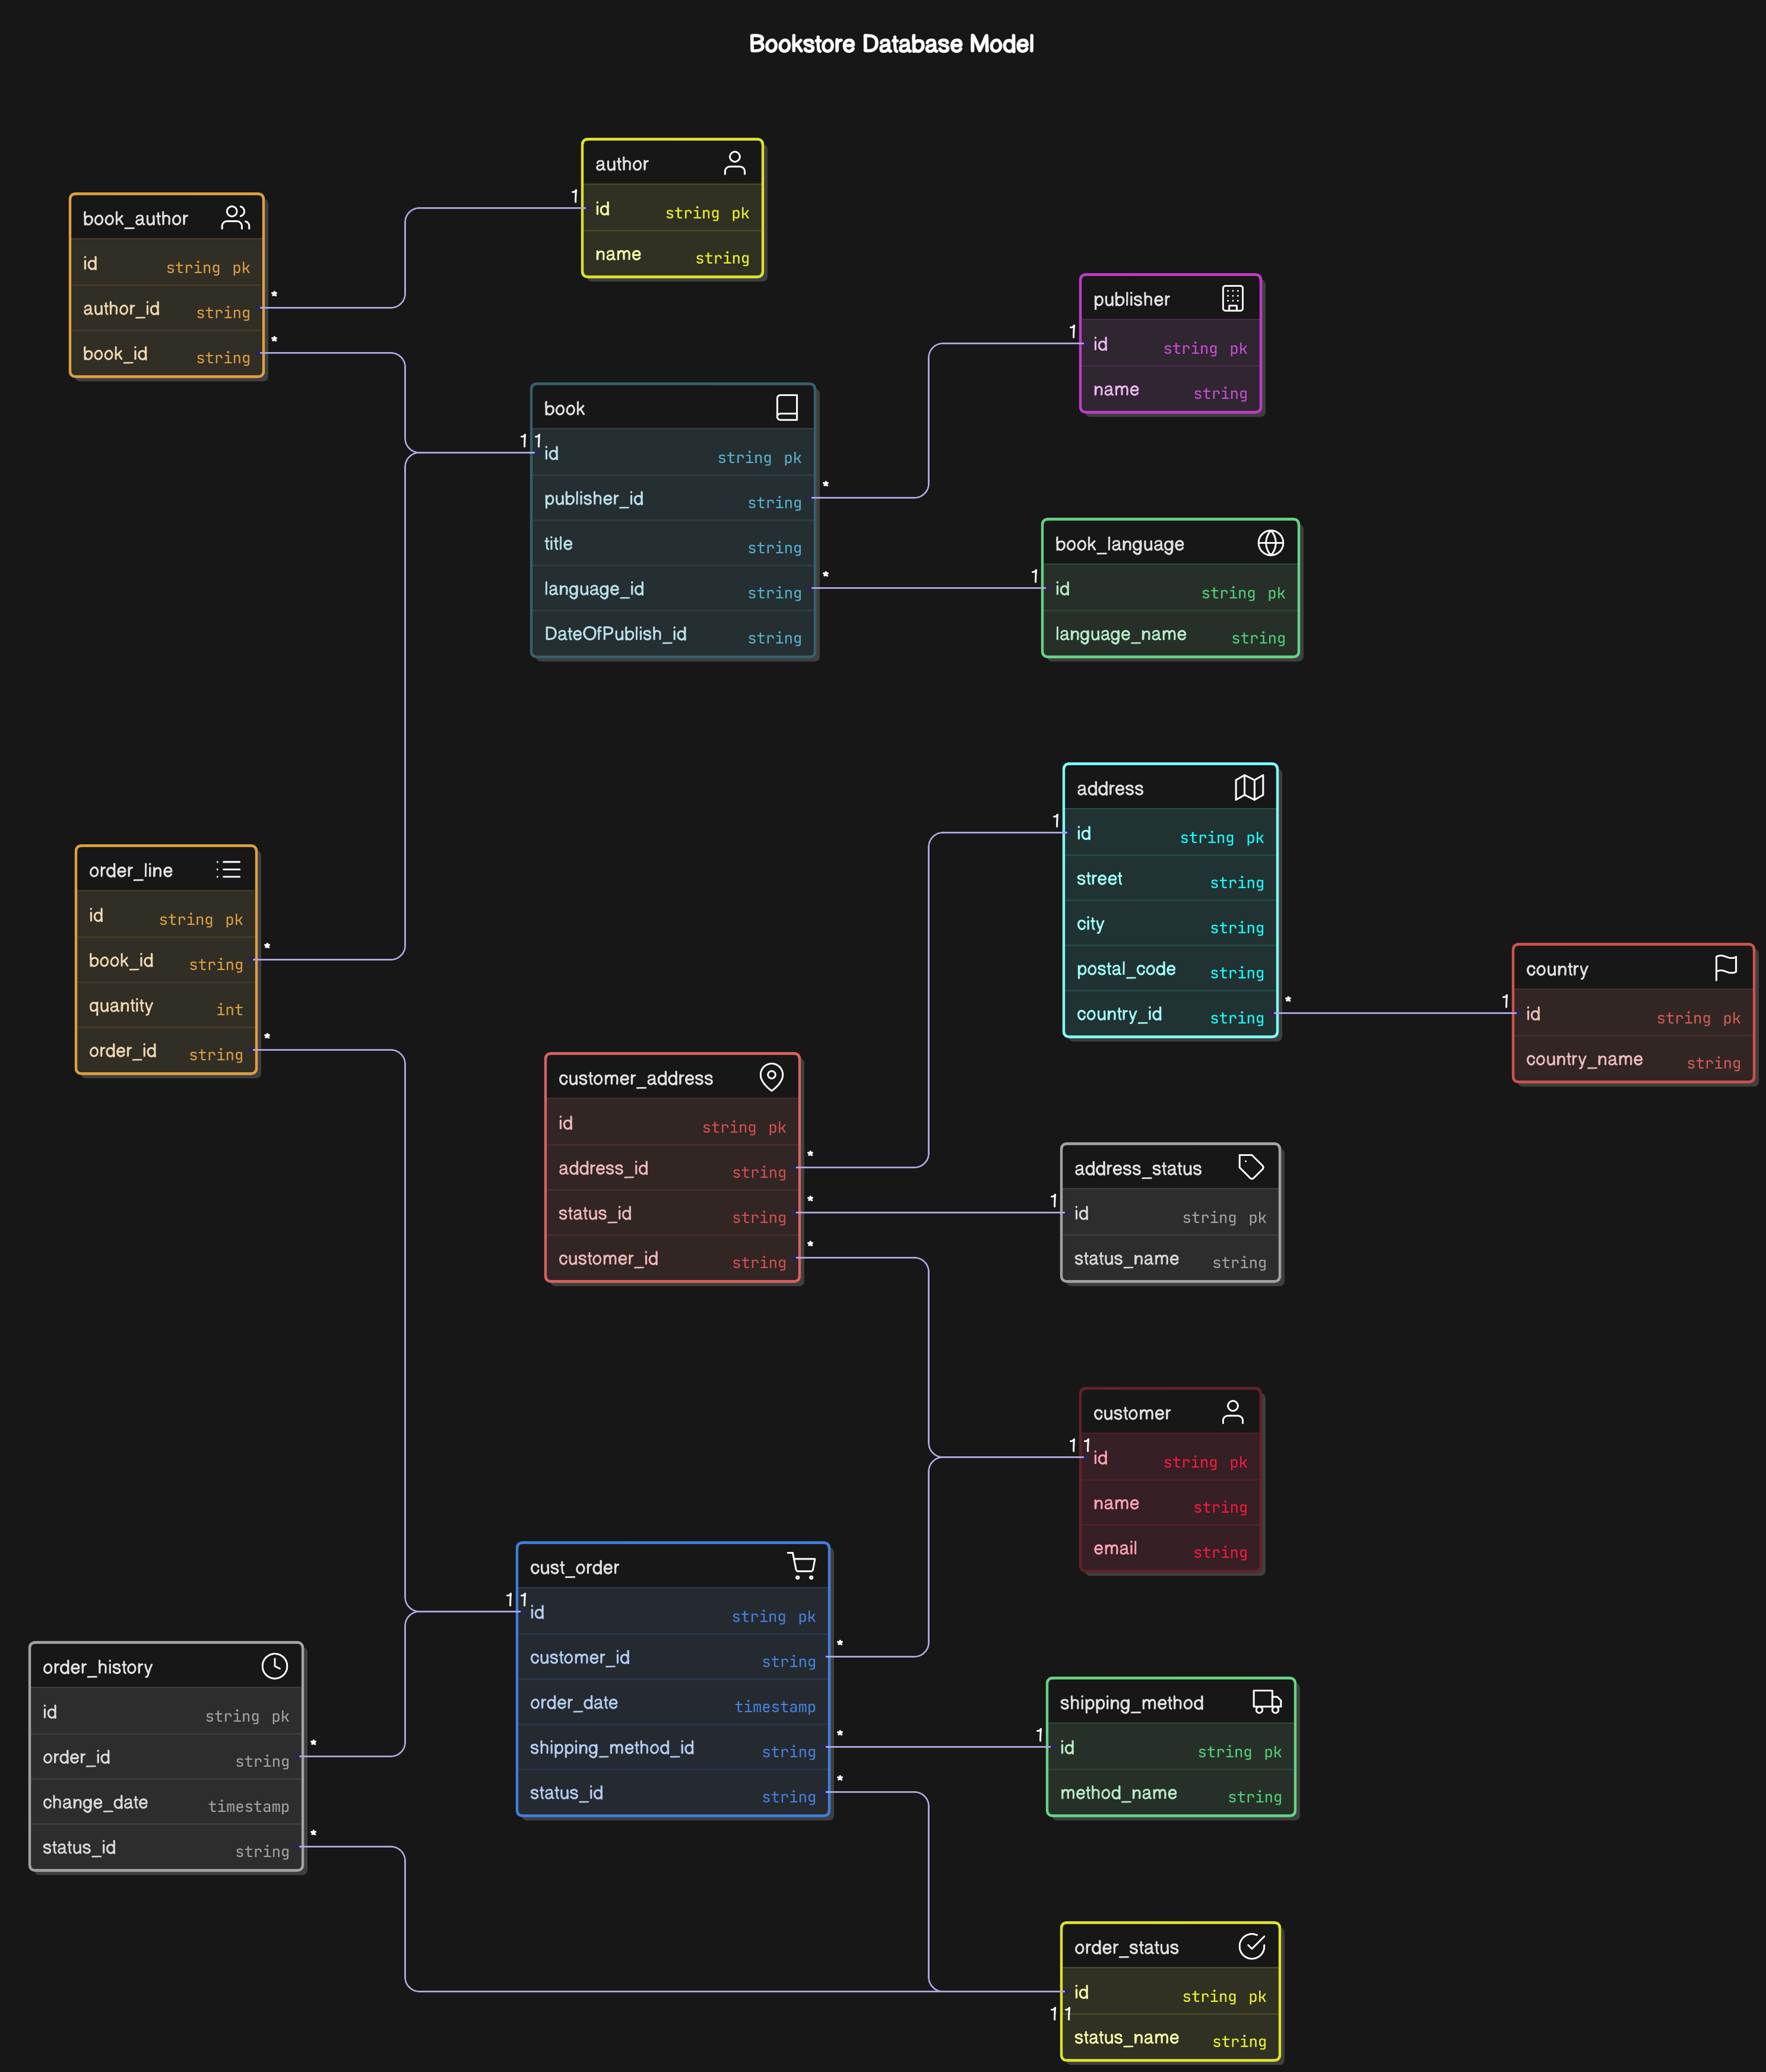 Bookstore Database Model
author
id string pk
name string
book_author
id string pk
author_id string
book_id string
1
*
*
publisher
id string pk
name string
1
book
id string pk
publisher_id string
title string
language_id string
DateOfPublish_id string
1 1
*
*
book_language
id string pk
language_name string
1
address
id string pk
street string
city string
postal_code string
country_id string
1
*
order_line
id string pk
book_id string
quantity int
order_id string
*
*
country
id string pk
country_name string
1
customer_address
id string pk
address_id string
status_id string
customer_id string
*
*
*
address_status
id string pk
status_name string
1
customer
id string pk
name string
email string
1 1
cust_order
id string pk
customer_id string
order_date timestamp
shipping_method_id string
status_id string
1 1
*
*
*
order_history
id string pk
order_id string
change_date timestamp
status_id string
*
*
shipping_method
id string pk
method_name string
1
order_status
id string pk
status_name string
1 1